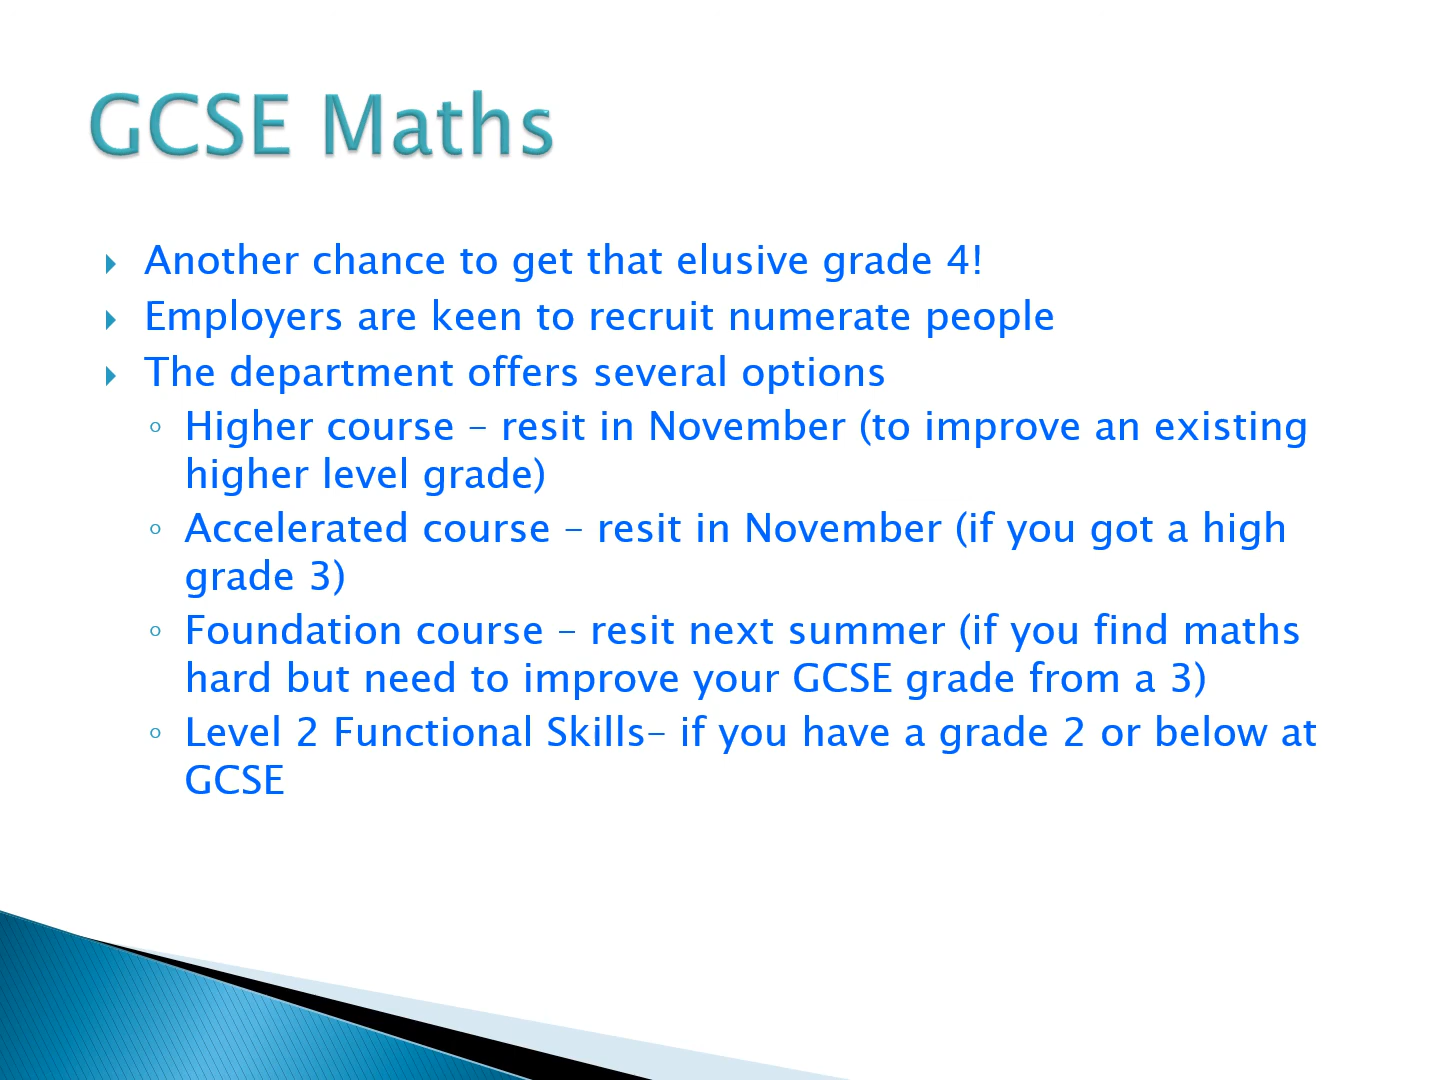 GCSE Maths
Another chance to get that elusive grade 4!
Employers are keen to recruit numerate people
The department offers several options
Higher course – resit in November (to improve an existing
higher level grade)
Accelerated course – resit in November (if you got a high
grade 3)
Foundation course – resit next summer (if you find maths
hard but need to improve your GCSE grade from a 3)
Level 2 Functional Skills– if you have a grade 2 or below at
GCSE